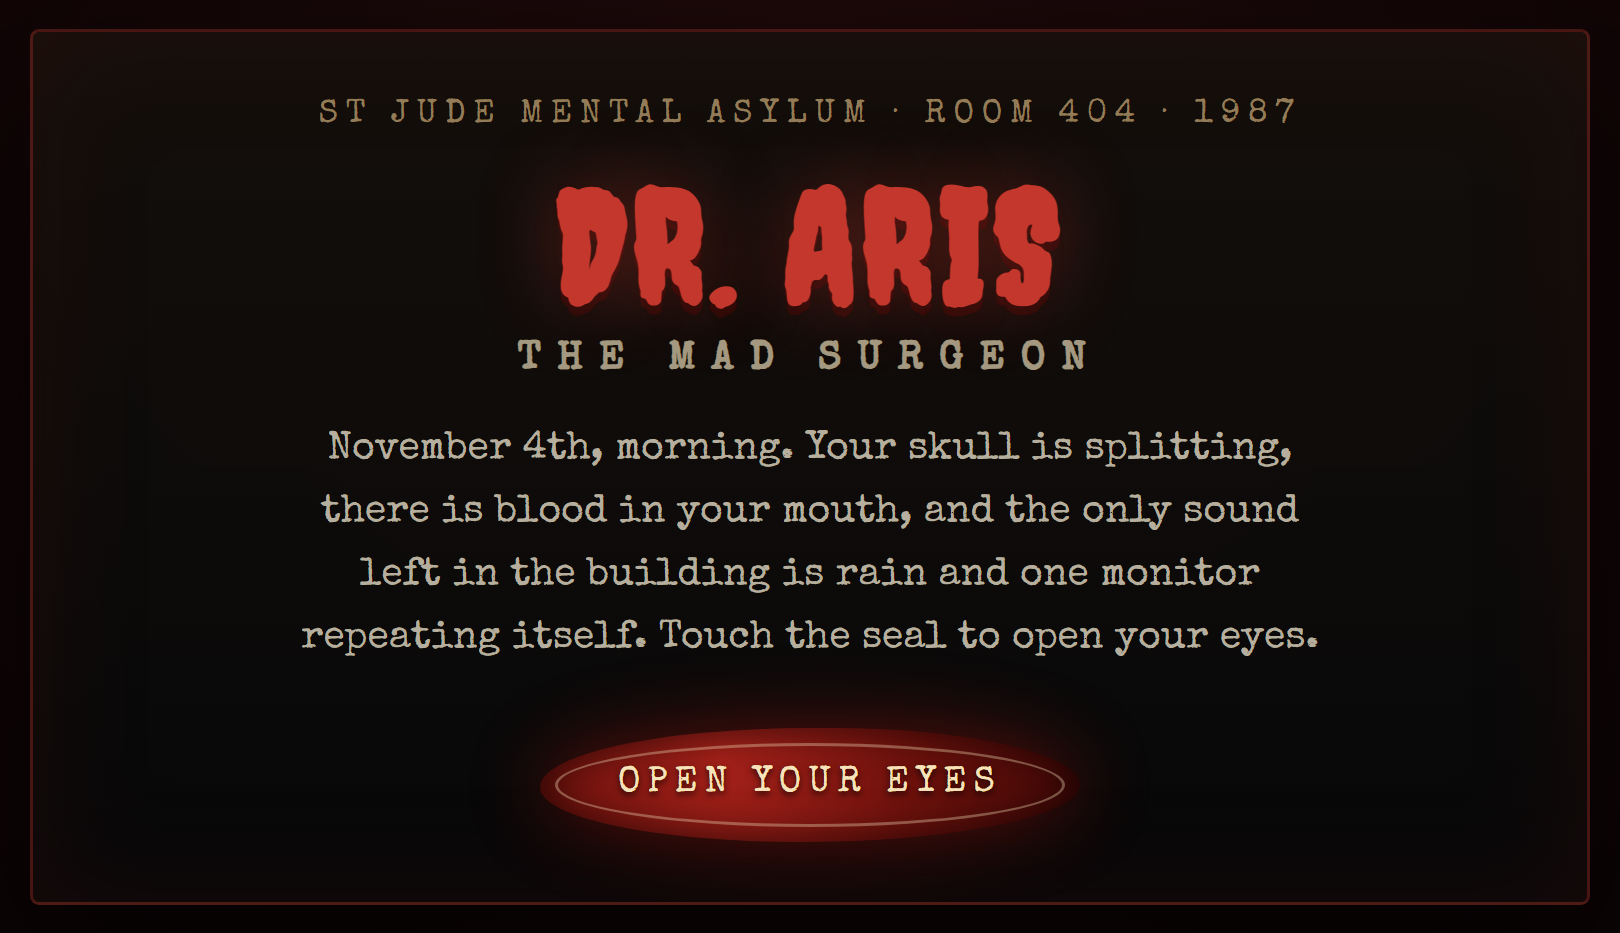 ST JUDE MENTAL ASYLUM · ROOM 404 · 1987
DR. ARIS
THE MAD SURGEON
November 4th, morning. Your skull is splitting,
there is blood in your mouth, and the only sound
left in the building is rain and one monitor
repeating itself. Touch the seal to open your eyes.
OPEN YOUR EYES